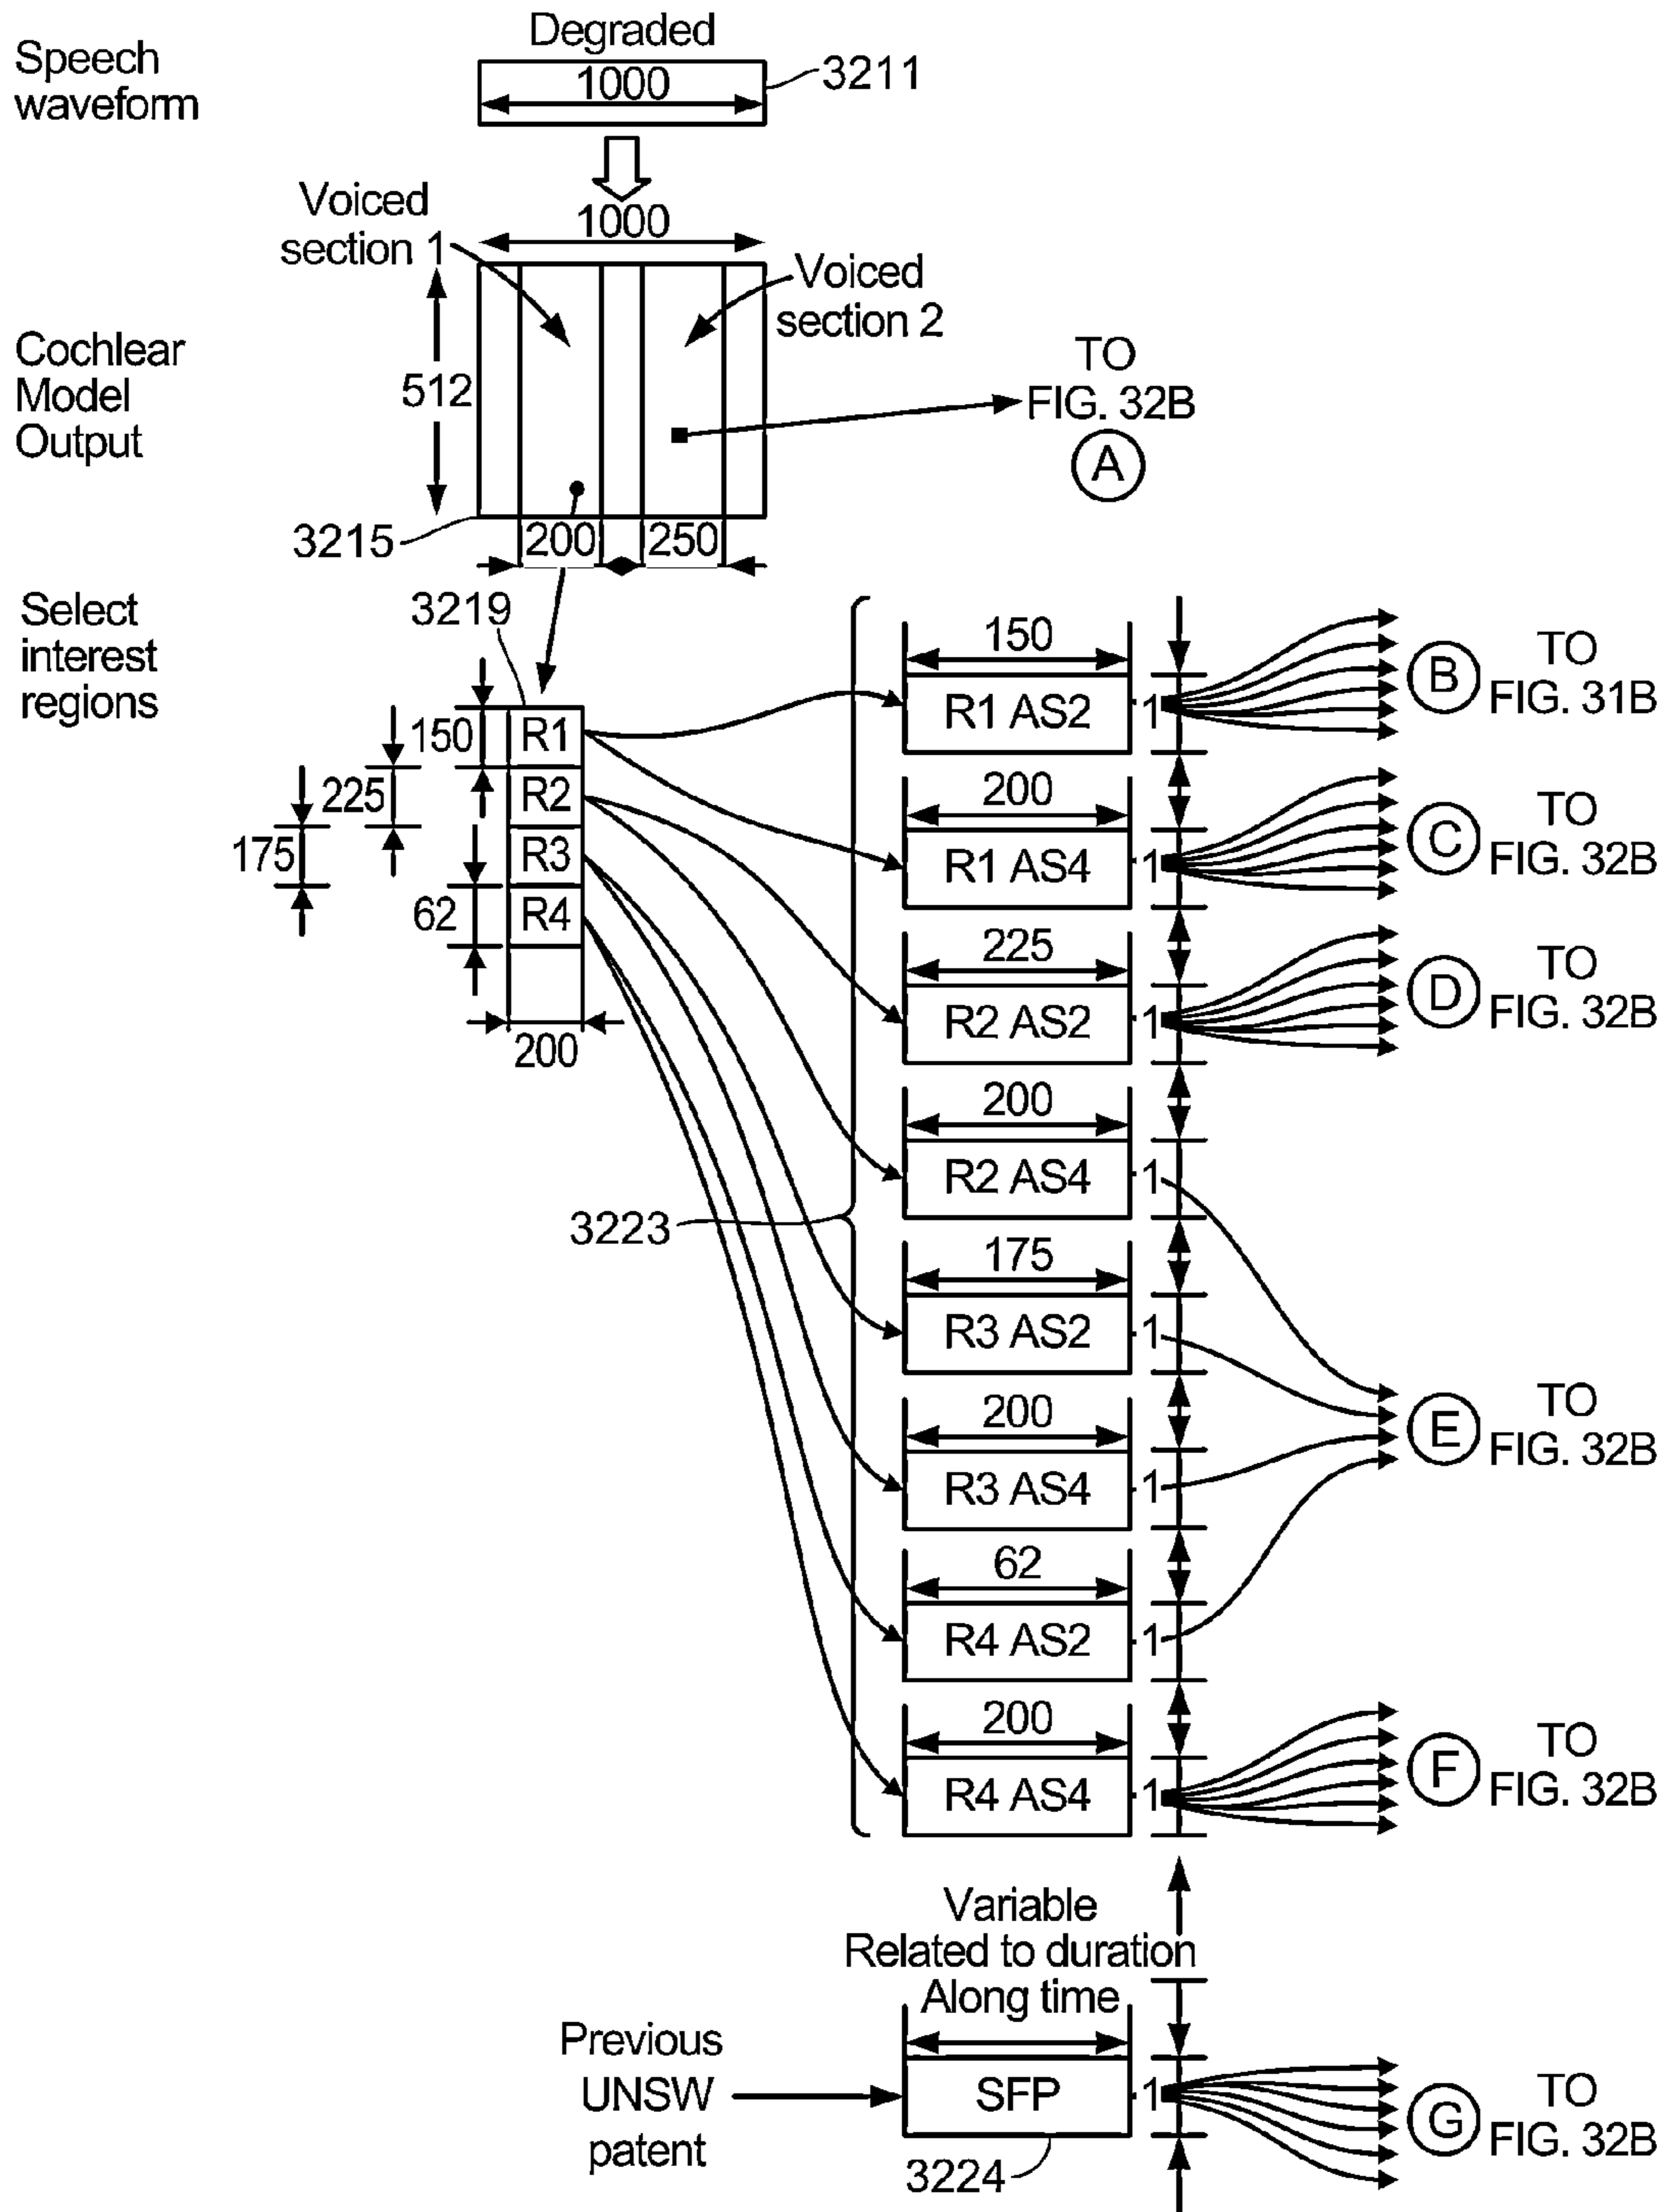 Speech
waveform
Degraded
1000
3211
Voiced
section 1
1000
Voiced
section 2
Cochlear
Model
Output
512
TO
FIG. 32B
A
3215
200
250
Select
interest
regions
3219
150
R1
225
R2
175
R3
62
R4
200
3223
150
R1 AS2
1
B
TO
FIG. 31B
200
R1 AS4
1
C
TO
FIG. 32B
225
R2 AS2
1
D
TO
FIG. 32B
200
R2 AS4
1
175
R3 AS2
1
200
R3 AS4
1
E
TO
FIG. 32B
62
R4 AS2
1
200
R4 AS4
1
F
TO
FIG. 32B
Variable
Related to duration
Along time
Previous
UNSW
patent
SFP
1
3224
G
TO
FIG. 32B